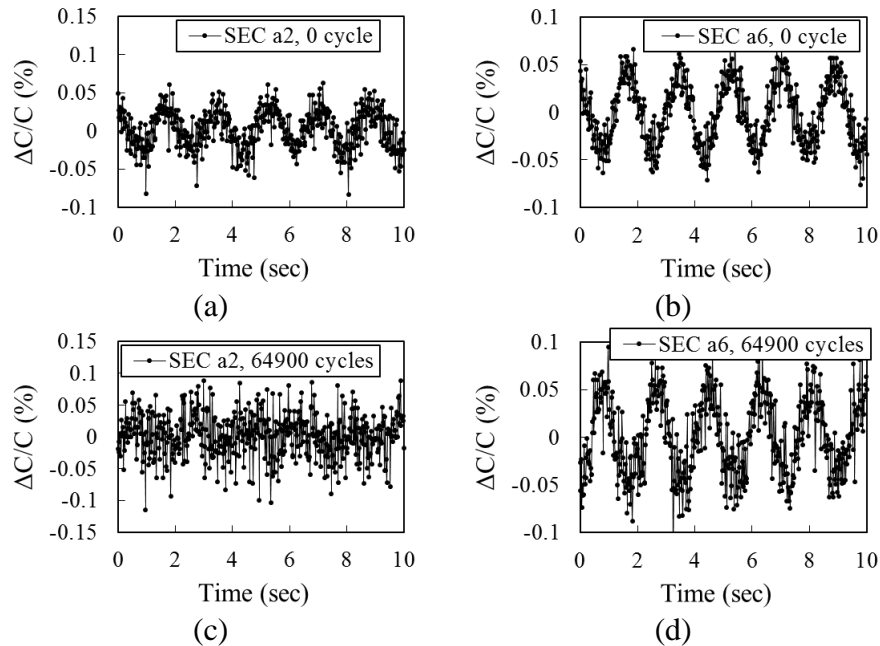 0.15
SEC a2, 0 cycle
0.1
0.05
0
-0.05
-0.1
ΔC/C (%)
0 2 4 6 8 10
Time (sec)
(a)
0.1
SEC a6, 0 cycle
0.05
0
-0.05
-0.1
ΔC/C (%)
0 2 4 6 8 10
Time (sec)
(b)
0.15
SEC a2, 64900 cycles
0.1
0.05
0
-0.05
-0.1
-0.15
ΔC/C (%)
0 2 4 6 8 10
Time (sec)
(c)
SEC a6, 64900 cycles
0.1
0.05
0
-0.05
-0.1
ΔC/C (%)
0 2 4 6 8 10
Time (sec)
(d)